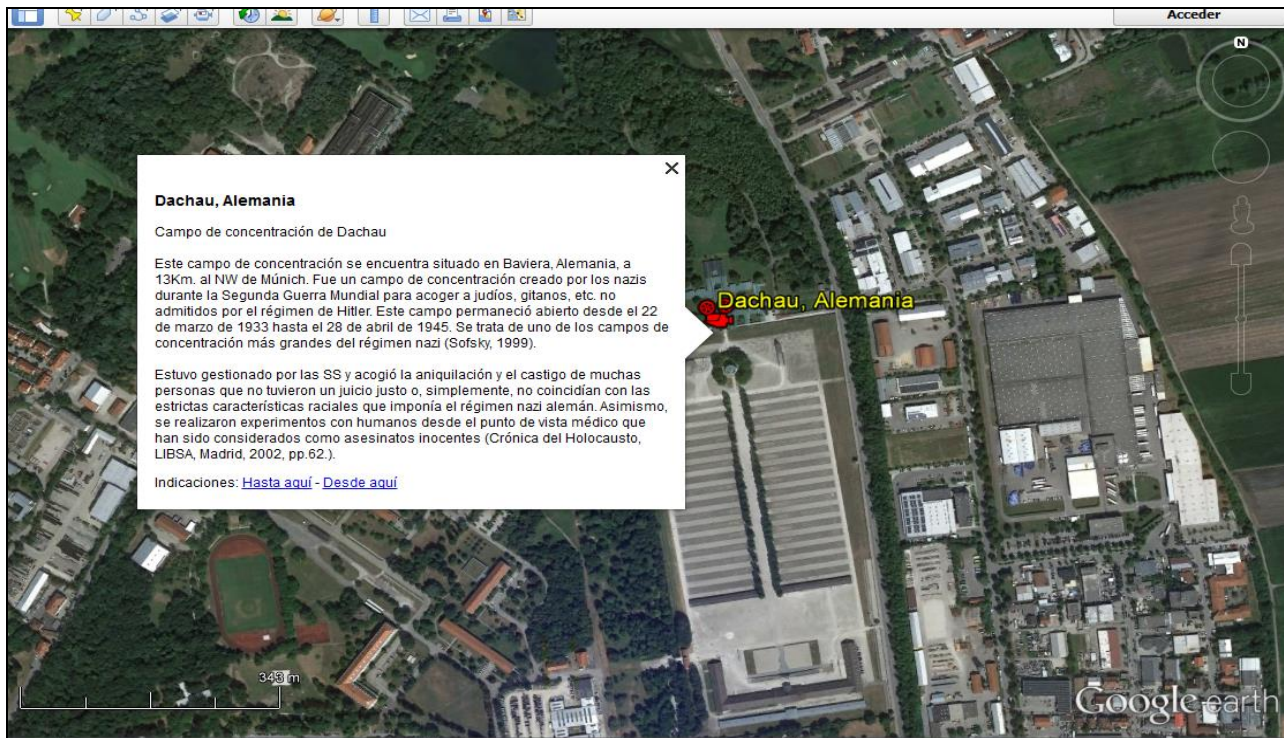 Acceder
N
Dachau, Alemania
Campo de concentración de Dachau
Este campo de concentración se encuentra situado en Baviera, Alemania, a
13Km. al NW de Múnich. Fue un campo de concentración creado por los nazis
durante la Segunda Guerra Mundial para acoger a judíos, gitanos, etc. no
admitidos por el régimen de Hitler. Este campo permaneció abierto desde el 22
de marzo de 1933 hasta el 28 de abril de 1945. Se trata de uno de los campos de
concentración más grandes del régimen nazi (Sofsky, 1999).
Estuvo gestionado por las SS y acogió la aniquilación y el castigo de muchas
personas que no tuvieron un juicio justo o, simplemente, no coincidían con las
estrictas características raciales que imponía el régimen nazi alemán. Asimismo,
se realizaron experimentos con humanos desde el punto de vista médico que
han sido considerados como asesinatos inocentes (Crónica del Holocausto,
LIBSA, Madrid, 2002, pp.62.).
Indicaciones: Hasta aquí - Desde aquí
Dachau, Alemania
343 m
Google earth